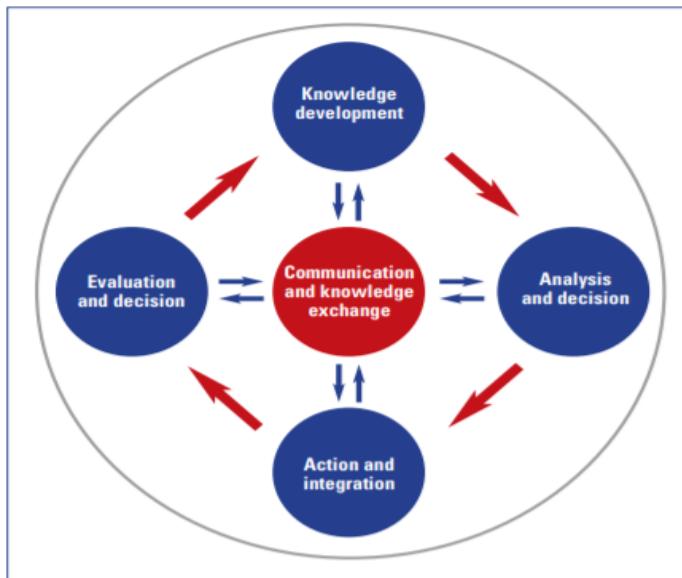 Knowledge
development
Evaluation
and decision
Communication
and knowledge
exchange
Analysis
and decision
Action and
integration